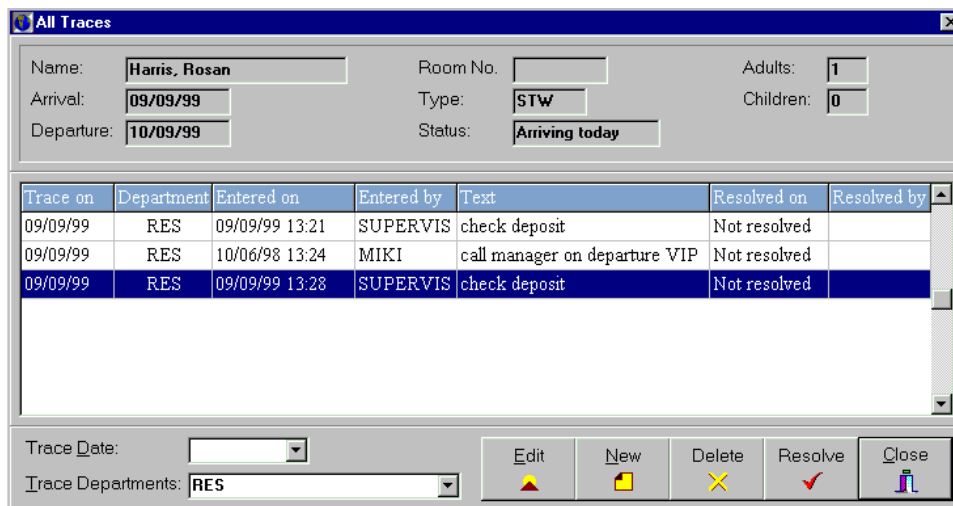 All Traces
Name: Harris, Rosan Room No. Adults: 1
Arrival: 09/09/99 Type: STW Children: 0
Departure: 10/09/99 Status: Arriving today
Trace on Department Entered on Entered by Text Resolved on Resolved by
09/09/99 RES 09/09/99 13:21 SUPERVIS check deposit Not resolved
09/09/99 RES 10/06/98 13:24 MIKI call manager on departure VIP Not resolved
09/09/99 RES 09/09/99 13:28 SUPERVIS check deposit Not resolved
Trace Date:
Trace Departments: RES
Edit New Delete Resolve Close